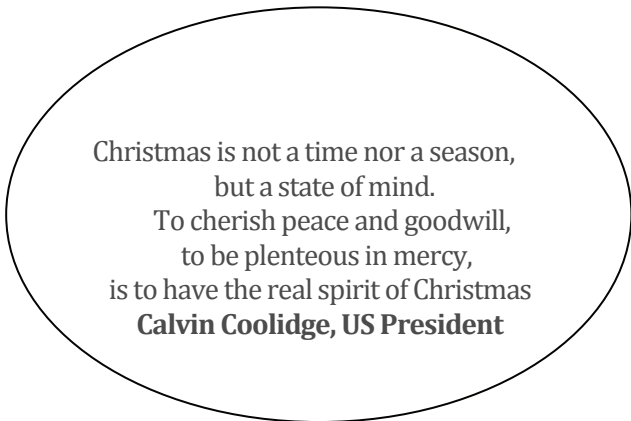 Christmas is not a time nor a season,
but a state of mind.
To cherish peace and goodwill,
to be plenteous in mercy,
is to have the real spirit of Christmas
Calvin Coolidge, US President